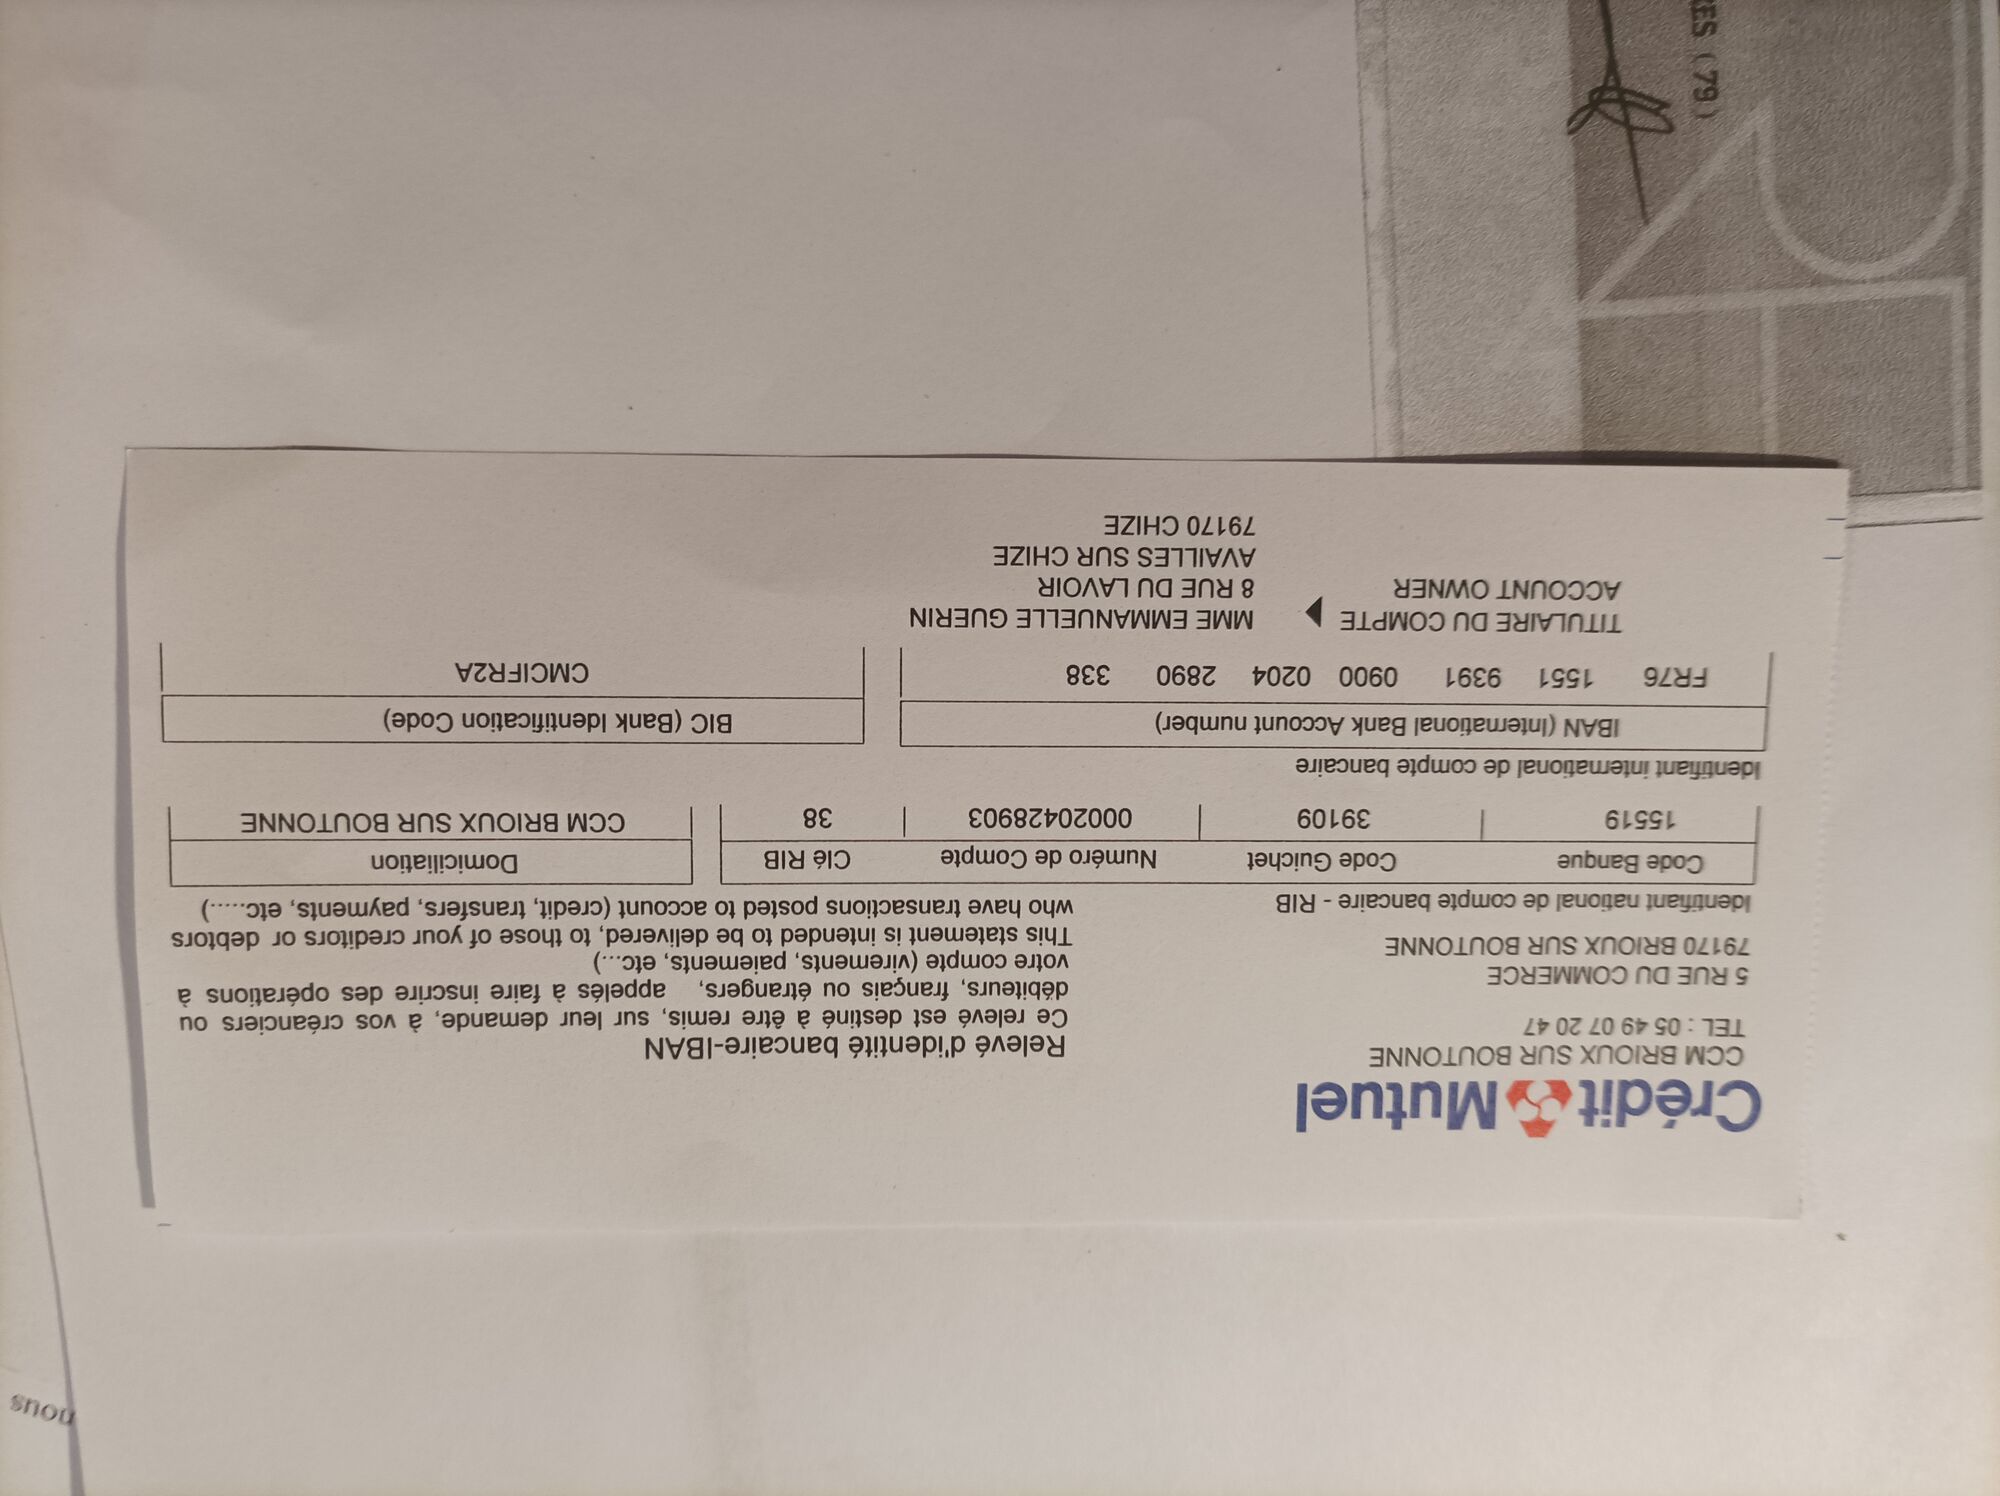 Crédit Mutuel
CCM BRIOUX SUR BOUTONNE
TEL : 05 49 07 20 47
5 RUE DU COMMERCE
79170 BRIOUX SUR BOUTONNE
Relevé d'identité bancaire-IBAN
Ce relevé est destiné à être remis, sur leur demande, à vos créanciers ou
débiteurs, français ou étrangers, appelés à faire inscrire des opérations à
votre compte (virements, paiements, etc...)
This statement is intended to be delivered, to those of your creditors or debtors
who have transactions posted to account (credit, transfers, payments, etc.....)
Identifiant national de compte bancaire - RIB
Code Banque Code Guichet Numéro de Compte Clé RIB Domiciliation
15519 39109 00020428903 38 CCM BRIOUX SUR BOUTONNE
Identifiant international de compte bancaire
IBAN (International Bank Account number) BIC (Bank Identification Code)
FR76 1551 9391 0900 0204 2890 338 CMCIFR2A
TITULAIRE DU COMPTE MME EMMANUELLE GUERIN
ACCOUNT OWNER 8 RUE DU LAVOIR
AVAILLES SUR CHIZE
79170 CHIZE
RES ( 79 )
nous